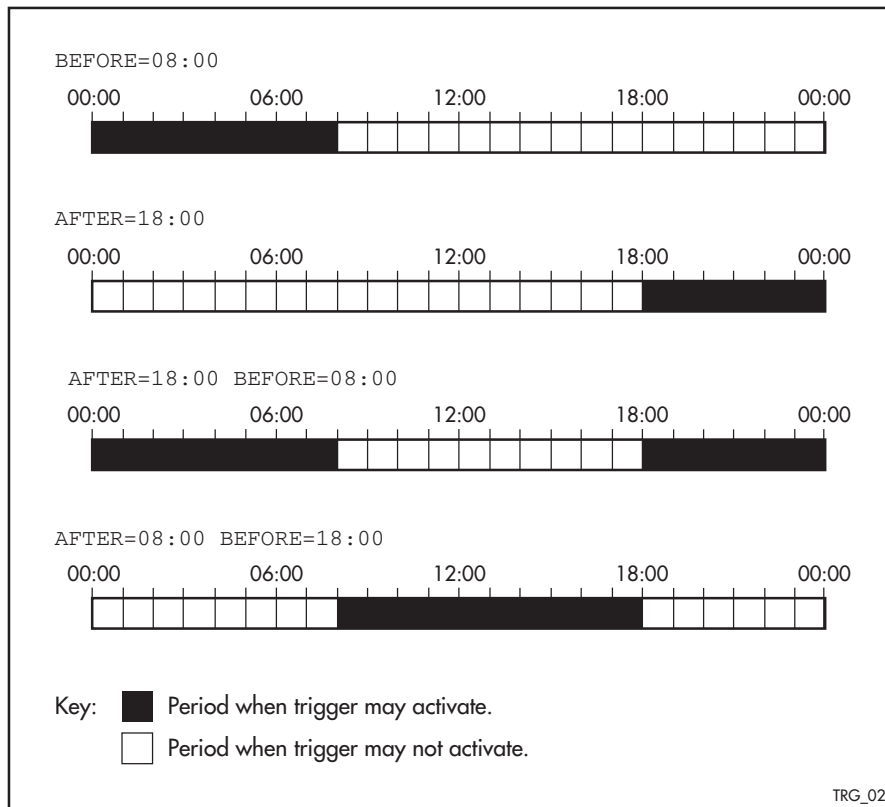 BEFORE=08:00
00:00 06:00 12:00 18:00 00:00
AFTER=18:00
00:00 06:00 12:00 18:00 00:00
AFTER=18:00 BEFORE=08:00
00:00 06:00 12:00 18:00 00:00
AFTER=08:00 BEFORE=18:00
00:00 06:00 12:00 18:00 00:00
Key: Period when trigger may activate.
Period when trigger may not activate.
TRG_02